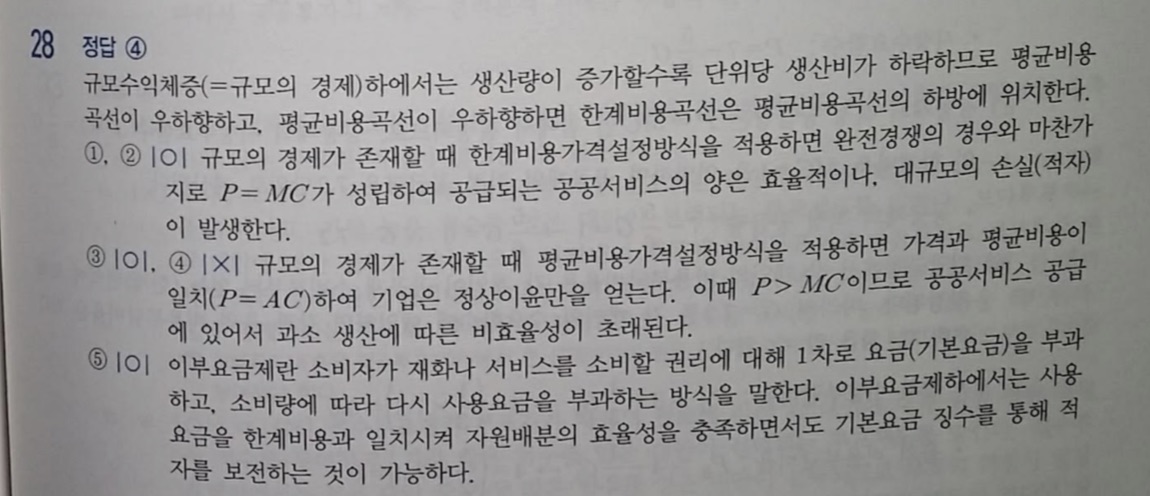 28 정답 ④
규모수익체증(=규모의 경제)하에서는 생산량이 증가할수록 단위당 생산비가 하락하므로 평균비용
곡선이 우하향하고, 평균비용곡선이 우하향하면 한계비용곡선은 평균비용곡선의 하방에 위치한다.
①, ② |O| 규모의 경제가 존재할 때 한계비용가격설정방식을 적용하면 완전경쟁의 경우와 마찬가
지로 P=MC가 성립하여 공급되는 공공서비스의 양은 효율적이나, 대규모의 손실(적자)
이 발생한다.
③ |O|, ④ |×| 규모의 경제가 존재할 때 평균비용가격설정방식을 적용하면 가격과 평균비용이
일치(P=AC)하여 기업은 정상이윤만을 얻는다. 이때 P>MC이므로 공공서비스 공급
에 있어서 과소 생산에 따른 비효율성이 초래된다.
⑤ |O| 이부요금제란 소비자가 재화나 서비스를 소비할 권리에 대해 1차로 요금(기본요금)을 부과
하고, 소비량에 따라 다시 사용요금을 부과하는 방식을 말한다. 이부요금제하에서는 사용
요금을 한계비용과 일치시켜 자원배분의 효율성을 충족하면서도 기본요금 징수를 통해 적
자를 보전하는 것이 가능하다.